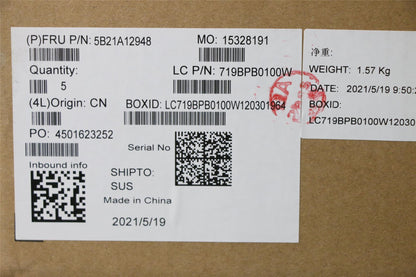 (P)FRU P/N: 5B21A12948
MO: 15328191
Quantity:
5
LC P/N: 719BPB0100W
(4L)Origin: CN
BOXID: LC719BPB0100W120301964
PO: 4501623252
Serial No
Inbound info
SHIPTO:
SUS
Made in China
2021/5/19
净重:
WEIGHT: 1.57 Kg
DATE: 2021/5/19 9:50:2
BOXID:
LC719BPB0100W12030